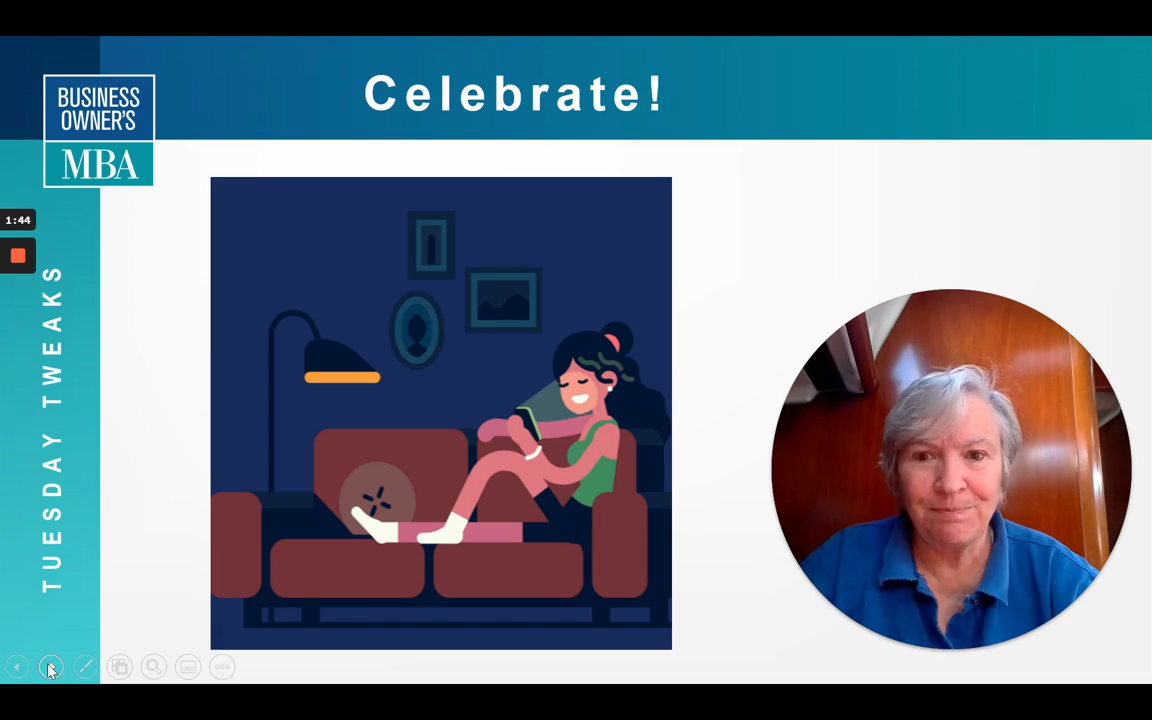 Celebrate!
BUSINESS
OWNER'S
MBA
1:44
TUESDAY TWEAKS